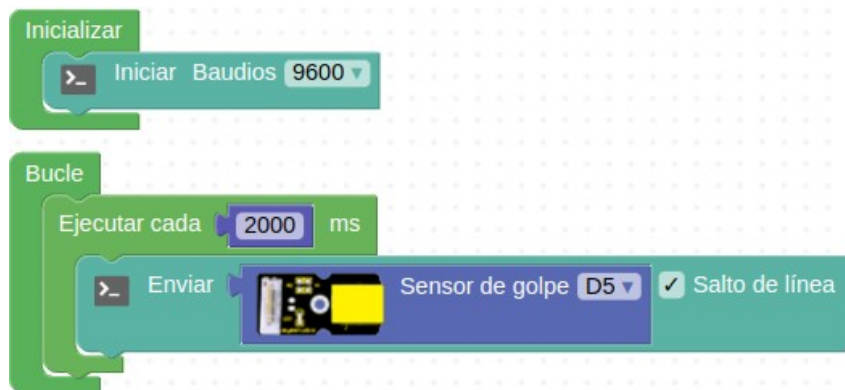 Inicializar
Iniciar Baudios 9600
Bucle
Ejecutar cada 2000 ms
Enviar Sensor de golpe D5 Salto de línea